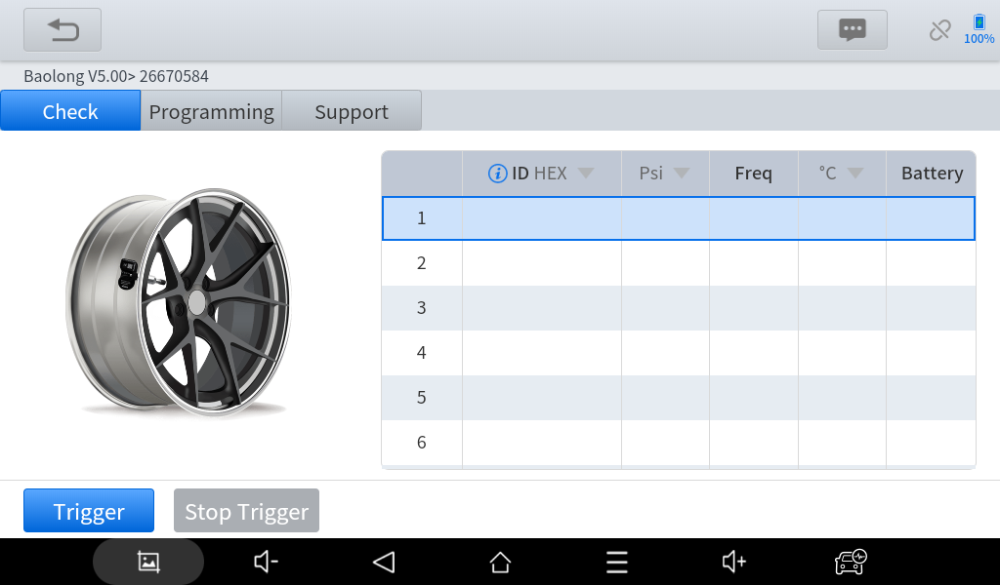 100%
Baolong V5.00> 26670584
Check Programming Support
ID HEX Psi Freq °C Battery
1
2
3
4
5
6
Trigger Stop Trigger